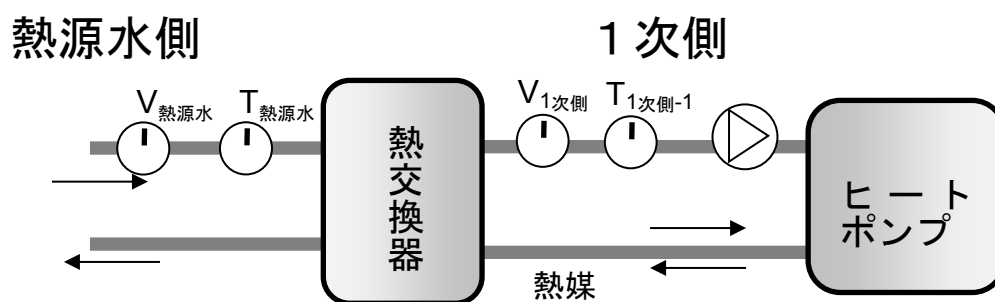 熱源水側
1次側
V熱源水
T熱源水
V1次側
T1次側-1
熱交換器
ヒート
ポンプ
熱媒